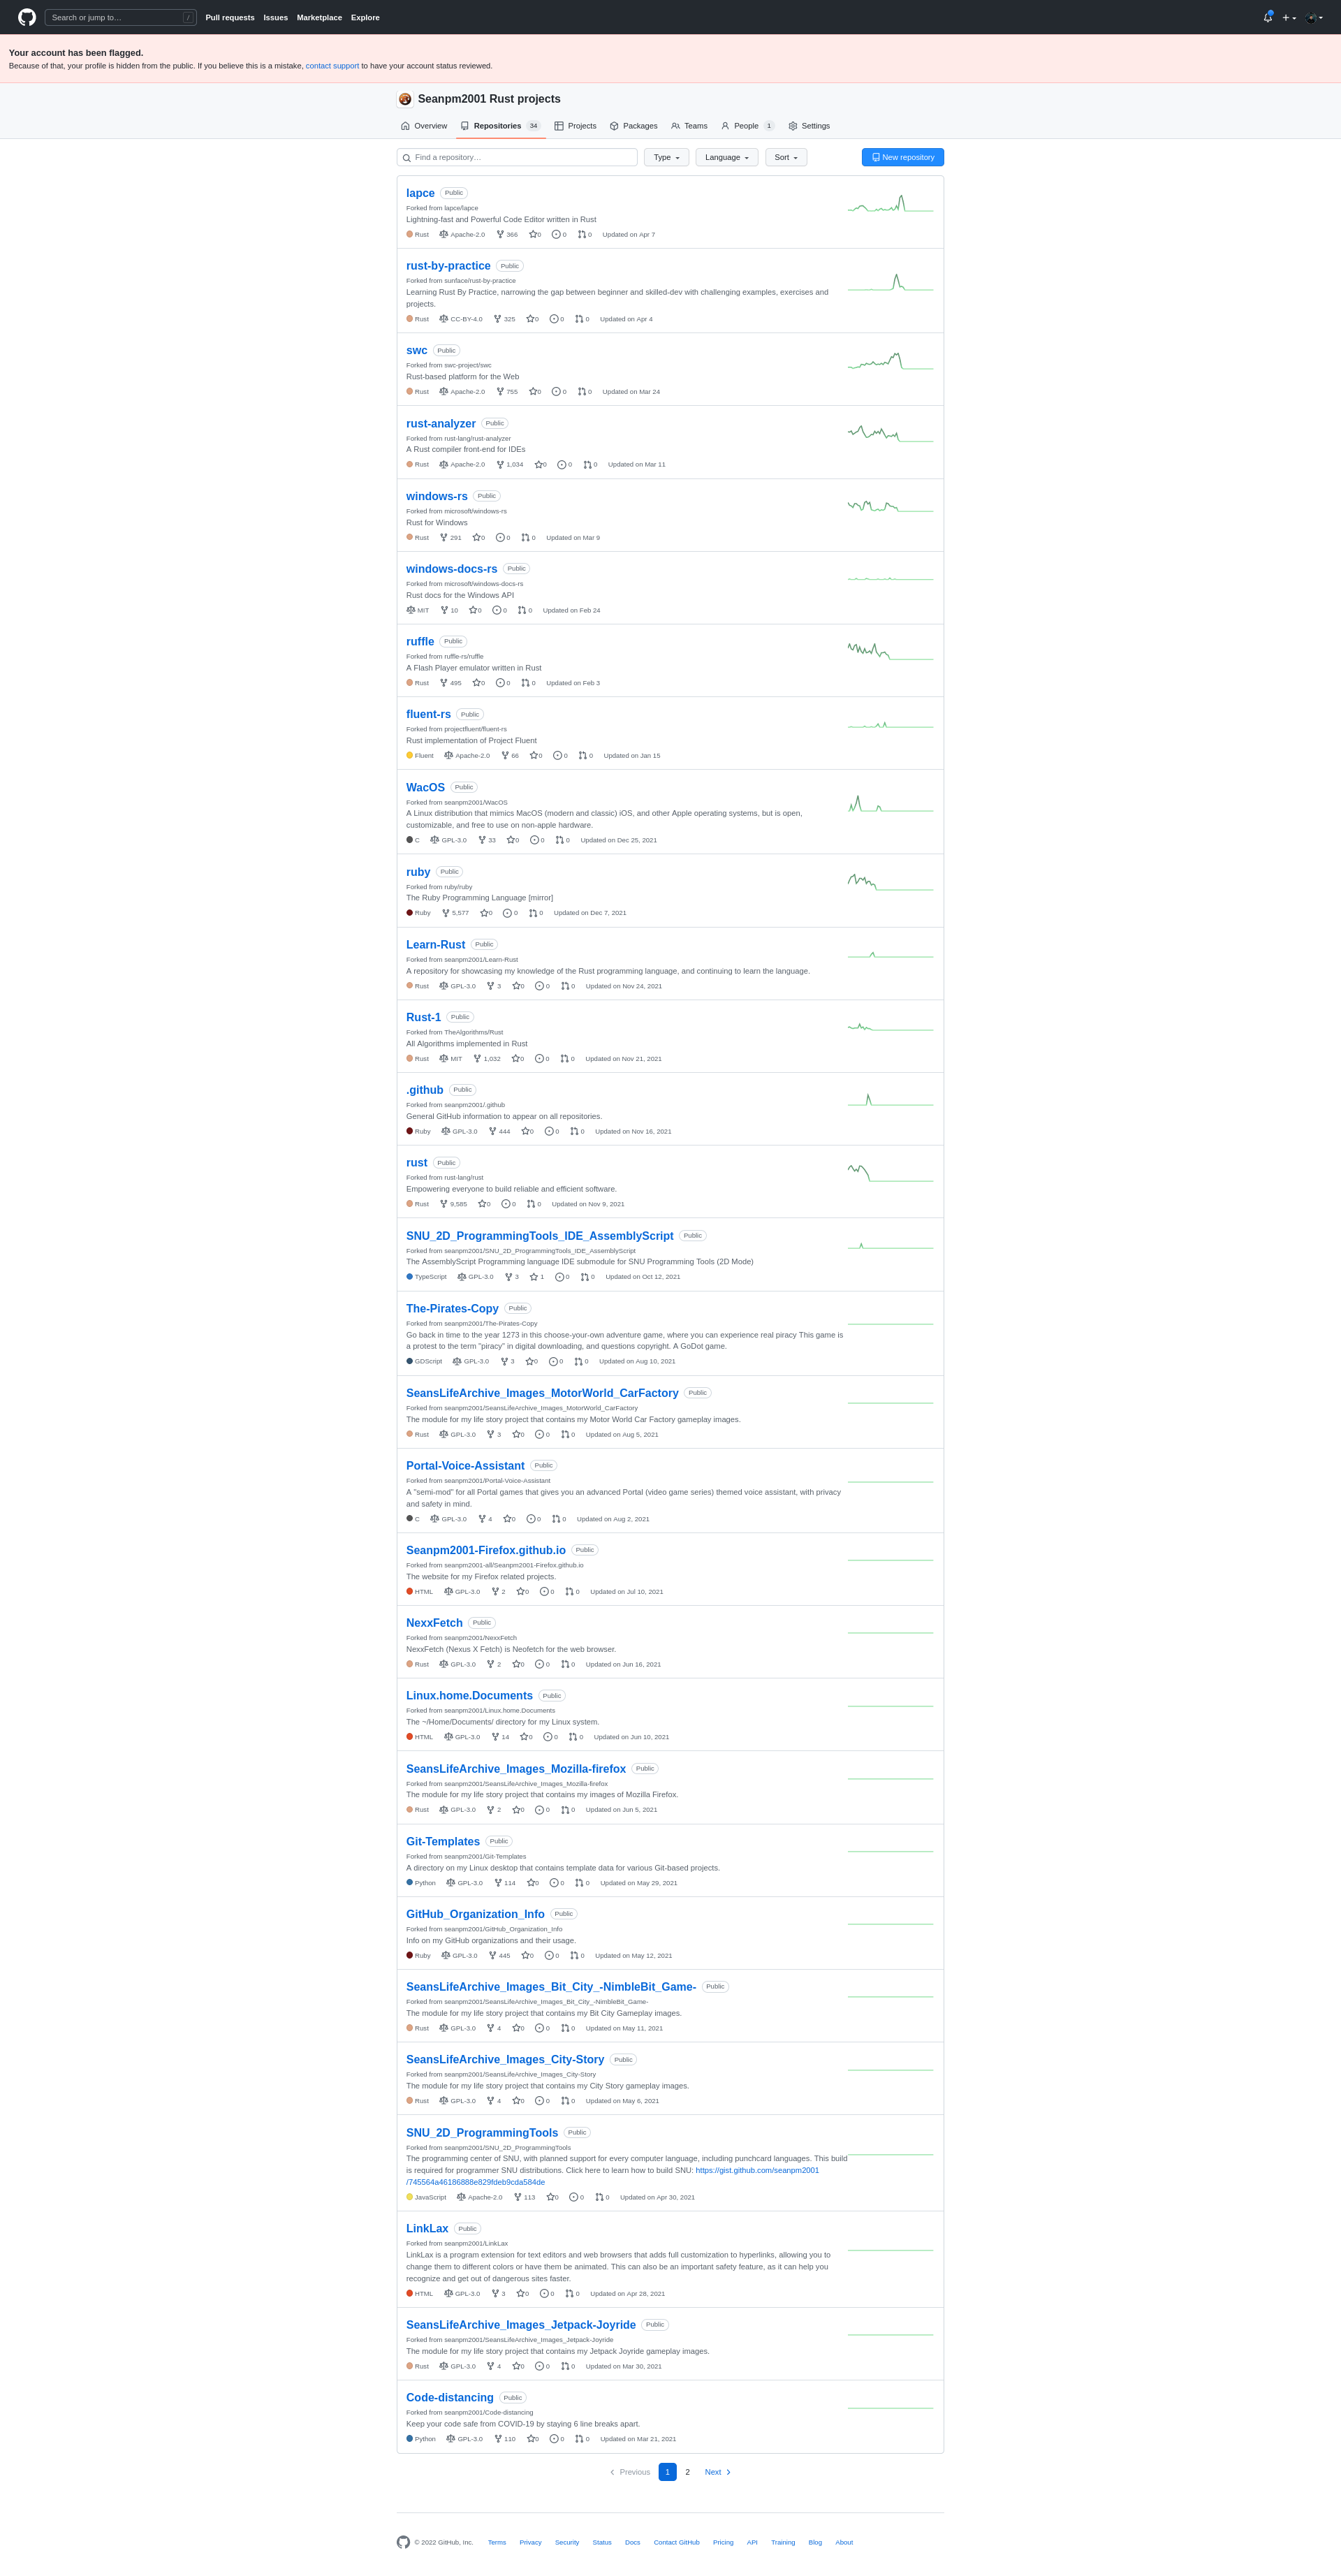 Search or jump to… /
Pull requests Issues Marketplace Explore
Your account has been flagged.
Because of that, your profile is hidden from the public. If you believe this is a mistake, contact support to have your account status reviewed.
Seanpm2001 Rust projects
Overview Repositories 34 Projects Packages Teams People 1 Settings
Find a repository… Type Language Sort New repository
lapce Public
Forked from lapce/lapce
Lightning-fast and Powerful Code Editor written in Rust
Rust Apache-2.0 366 0 0 0 Updated on Apr 7
rust-by-practice Public
Forked from sunface/rust-by-practice
Learning Rust By Practice, narrowing the gap between beginner and skilled-dev with challenging examples, exercises and
projects.
Rust CC-BY-4.0 325 0 0 0 Updated on Apr 4
swc Public
Forked from swc-project/swc
Rust-based platform for the Web
Rust Apache-2.0 755 0 0 0 Updated on Mar 24
rust-analyzer Public
Forked from rust-lang/rust-analyzer
A Rust compiler front-end for IDEs
Rust Apache-2.0 1,034 0 0 0 Updated on Mar 11
windows-rs Public
Forked from microsoft/windows-rs
Rust for Windows
Rust 291 0 0 0 Updated on Mar 9
windows-docs-rs Public
Forked from microsoft/windows-docs-rs
Rust docs for the Windows API
MIT 10 0 0 0 Updated on Feb 24
ruffle Public
Forked from ruffle-rs/ruffle
A Flash Player emulator written in Rust
Rust 495 0 0 0 Updated on Feb 3
fluent-rs Public
Forked from projectfluent/fluent-rs
Rust implementation of Project Fluent
Fluent Apache-2.0 66 0 0 0 Updated on Jan 15
WacOS Public
Forked from seanpm2001/WacOS
A Linux distribution that mimics MacOS (modern and classic) iOS, and other Apple operating systems, but is open,
customizable, and free to use on non-apple hardware.
C GPL-3.0 33 0 0 0 Updated on Dec 25, 2021
ruby Public
Forked from ruby/ruby
The Ruby Programming Language [mirror]
Ruby 5,577 0 0 0 Updated on Dec 7, 2021
Learn-Rust Public
Forked from seanpm2001/Learn-Rust
A repository for showcasing my knowledge of the Rust programming language, and continuing to learn the language.
Rust GPL-3.0 3 0 0 0 Updated on Nov 24, 2021
Rust-1 Public
Forked from TheAlgorithms/Rust
All Algorithms implemented in Rust
Rust MIT 1,032 0 0 0 Updated on Nov 21, 2021
.github Public
Forked from seanpm2001/.github
General GitHub information to appear on all repositories.
Ruby GPL-3.0 444 0 0 0 Updated on Nov 16, 2021
rust Public
Forked from rust-lang/rust
Empowering everyone to build reliable and efficient software.
Rust 9,585 0 0 0 Updated on Nov 9, 2021
SNU_2D_ProgrammingTools_IDE_AssemblyScript Public
Forked from seanpm2001/SNU_2D_ProgrammingTools_IDE_AssemblyScript
The AssemblyScript Programming language IDE submodule for SNU Programming Tools (2D Mode)
TypeScript GPL-3.0 3 1 0 0 Updated on Oct 12, 2021
The-Pirates-Copy Public
Forked from seanpm2001/The-Pirates-Copy
Go back in time to the year 1273 in this choose-your-own adventure game, where you can experience real piracy This game is
a protest to the term "piracy" in digital downloading, and questions copyright. A GoDot game.
GDScript GPL-3.0 3 0 0 0 Updated on Aug 10, 2021
SeansLifeArchive_Images_MotorWorld_CarFactory Public
Forked from seanpm2001/SeansLifeArchive_Images_MotorWorld_CarFactory
The module for my life story project that contains my Motor World Car Factory gameplay images.
Rust GPL-3.0 3 0 0 0 Updated on Aug 5, 2021
Portal-Voice-Assistant Public
Forked from seanpm2001/Portal-Voice-Assistant
A "semi-mod" for all Portal games that gives you an advanced Portal (video game series) themed voice assistant, with privacy
and safety in mind.
C GPL-3.0 4 0 0 0 Updated on Aug 2, 2021
Seanpm2001-Firefox.github.io Public
Forked from seanpm2001-all/Seanpm2001-Firefox.github.io
The website for my Firefox related projects.
HTML GPL-3.0 2 0 0 0 Updated on Jul 10, 2021
NexxFetch Public
Forked from seanpm2001/NexxFetch
NexxFetch (Nexus X Fetch) is Neofetch for the web browser.
Rust GPL-3.0 2 0 0 0 Updated on Jun 16, 2021
Linux.home.Documents Public
Forked from seanpm2001/Linux.home.Documents
The ~/Home/Documents/ directory for my Linux system.
HTML GPL-3.0 14 0 0 0 Updated on Jun 10, 2021
SeansLifeArchive_Images_Mozilla-firefox Public
Forked from seanpm2001/SeansLifeArchive_Images_Mozilla-firefox
The module for my life story project that contains my images of Mozilla Firefox.
Rust GPL-3.0 2 0 0 0 Updated on Jun 5, 2021
Git-Templates Public
Forked from seanpm2001/Git-Templates
A directory on my Linux desktop that contains template data for various Git-based projects.
Python GPL-3.0 114 0 0 0 Updated on May 29, 2021
GitHub_Organization_Info Public
Forked from seanpm2001/GitHub_Organization_Info
Info on my GitHub organizations and their usage.
Ruby GPL-3.0 445 0 0 0 Updated on May 12, 2021
SeansLifeArchive_Images_Bit_City_-NimbleBit_Game- Public
Forked from seanpm2001/SeansLifeArchive_Images_Bit_City_-NimbleBit_Game-
The module for my life story project that contains my Bit City Gameplay images.
Rust GPL-3.0 4 0 0 0 Updated on May 11, 2021
SeansLifeArchive_Images_City-Story Public
Forked from seanpm2001/SeansLifeArchive_Images_City-Story
The module for my life story project that contains my City Story gameplay images.
Rust GPL-3.0 4 0 0 0 Updated on May 6, 2021
SNU_2D_ProgrammingTools Public
Forked from seanpm2001/SNU_2D_ProgrammingTools
The programming center of SNU, with planned support for every computer language, including punchcard languages. This build
is required for programmer SNU distributions. Click here to learn how to build SNU: https://gist.github.com/seanpm2001
/745564a46186888e829fdeb9cda584de
JavaScript Apache-2.0 113 0 0 0 Updated on Apr 30, 2021
LinkLax Public
Forked from seanpm2001/LinkLax
LinkLax is a program extension for text editors and web browsers that adds full customization to hyperlinks, allowing you to
change them to different colors or have them be animated. This can also be an important safety feature, as it can help you
recognize and get out of dangerous sites faster.
HTML GPL-3.0 3 0 0 0 Updated on Apr 28, 2021
SeansLifeArchive_Images_Jetpack-Joyride Public
Forked from seanpm2001/SeansLifeArchive_Images_Jetpack-Joyride
The module for my life story project that contains my Jetpack Joyride gameplay images.
Rust GPL-3.0 4 0 0 0 Updated on Mar 30, 2021
Code-distancing Public
Forked from seanpm2001/Code-distancing
Keep your code safe from COVID-19 by staying 6 line breaks apart.
Python GPL-3.0 110 0 0 0 Updated on Mar 21, 2021
Previous 1 2 Next
© 2022 GitHub, Inc. Terms Privacy Security Status Docs Contact GitHub Pricing API Training Blog About